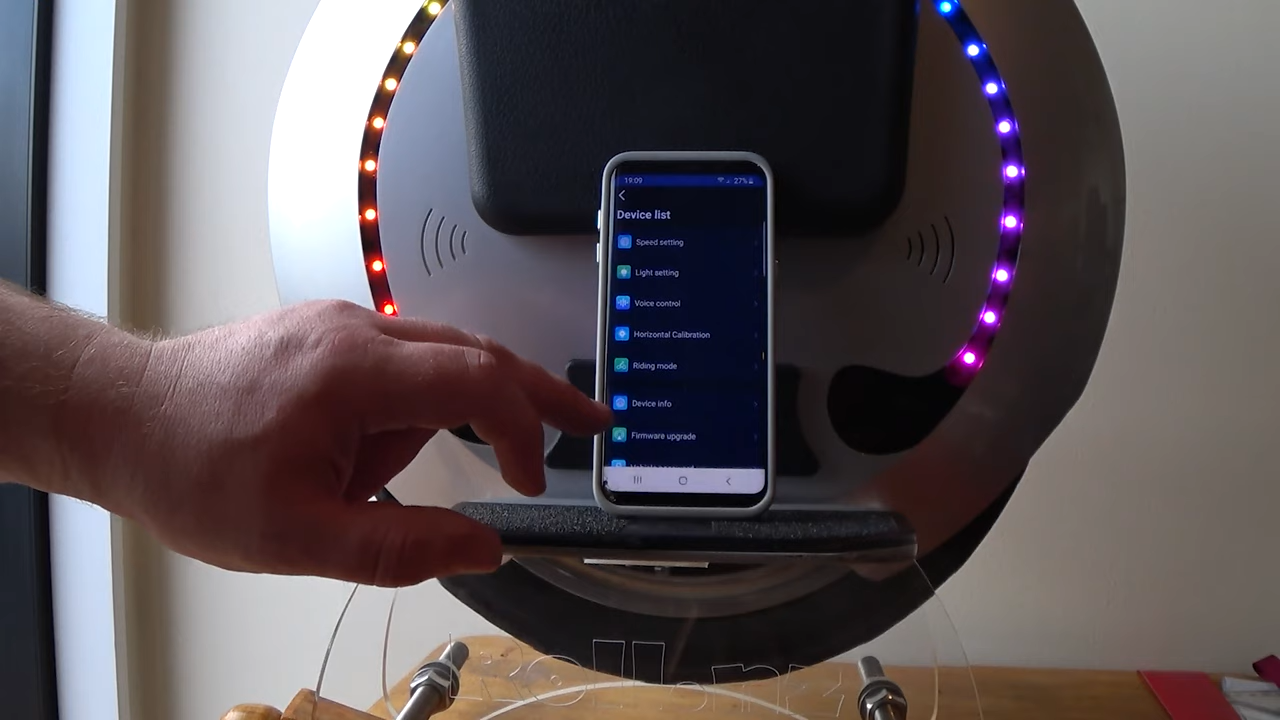 19:09
27%
Device list
Speed setting
Light setting
Voice control
Horizontal Calibration
Riding mode
Device info
Firmware upgrade